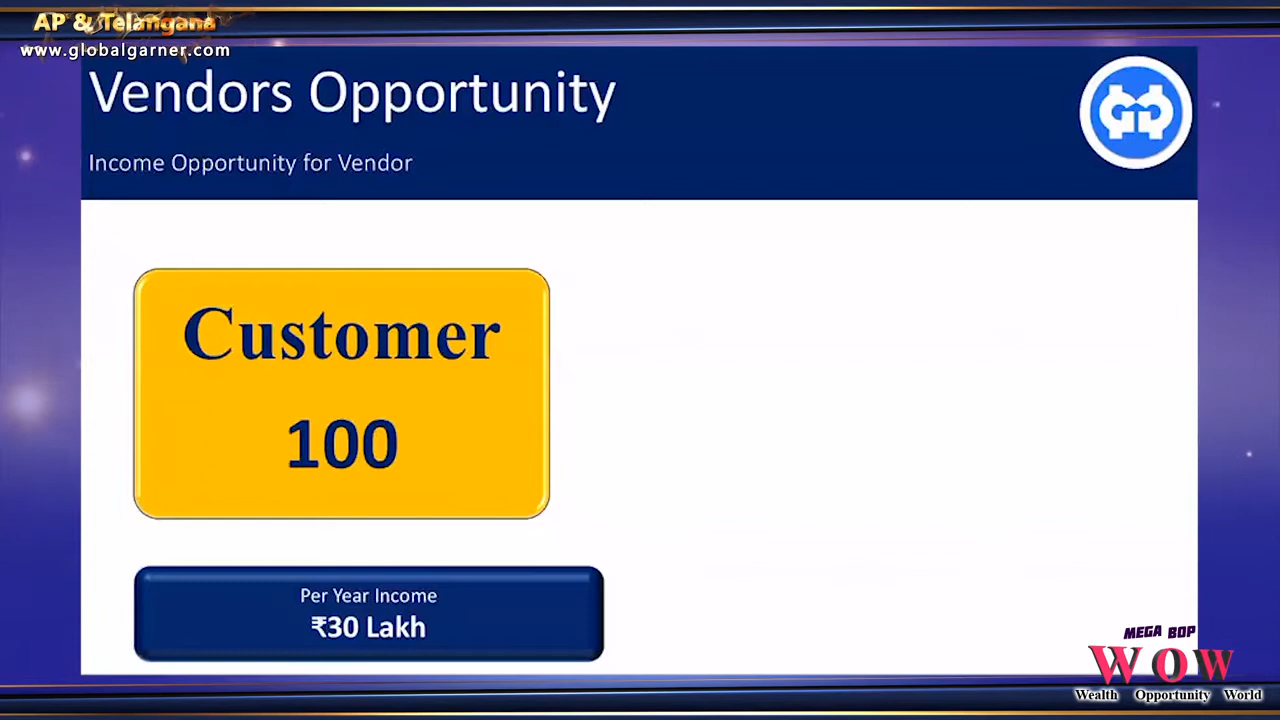 AP & Telangana
www.globalgarner.com
Vendors Opportunity
Income Opportunity for Vendor
Customer
100
Per Year Income
₹30 Lakh
MEGA BOP
WOW
Wealth Opportunity World